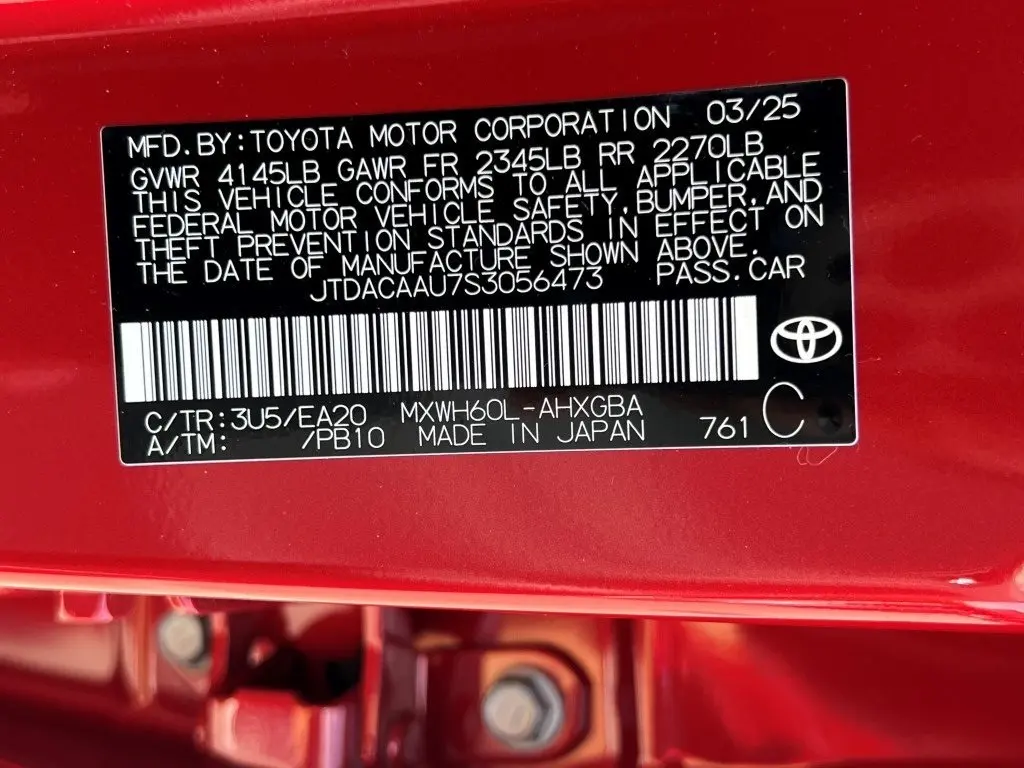 MFD.BY:TOYOTA MOTOR CORPORATION 03/25
GVWR 4145LB GAWR FR 2345LB RR 2270LB
THIS VEHICLE CONFORMS TO ALL APPLICABLE
FEDERAL MOTOR VEHICLE SAFETY,BUMPER,AND
THEFT PREVENTION STANDARDS IN EFFECT ON
THE DATE OF MANUFACTURE SHOWN ABOVE.
JTDACAAU7S3056473 PASS.CAR
C/TR:3U5/EA20 MXWH60L-AHXGBA
A/TM: /PB10 MADE IN JAPAN 761 C